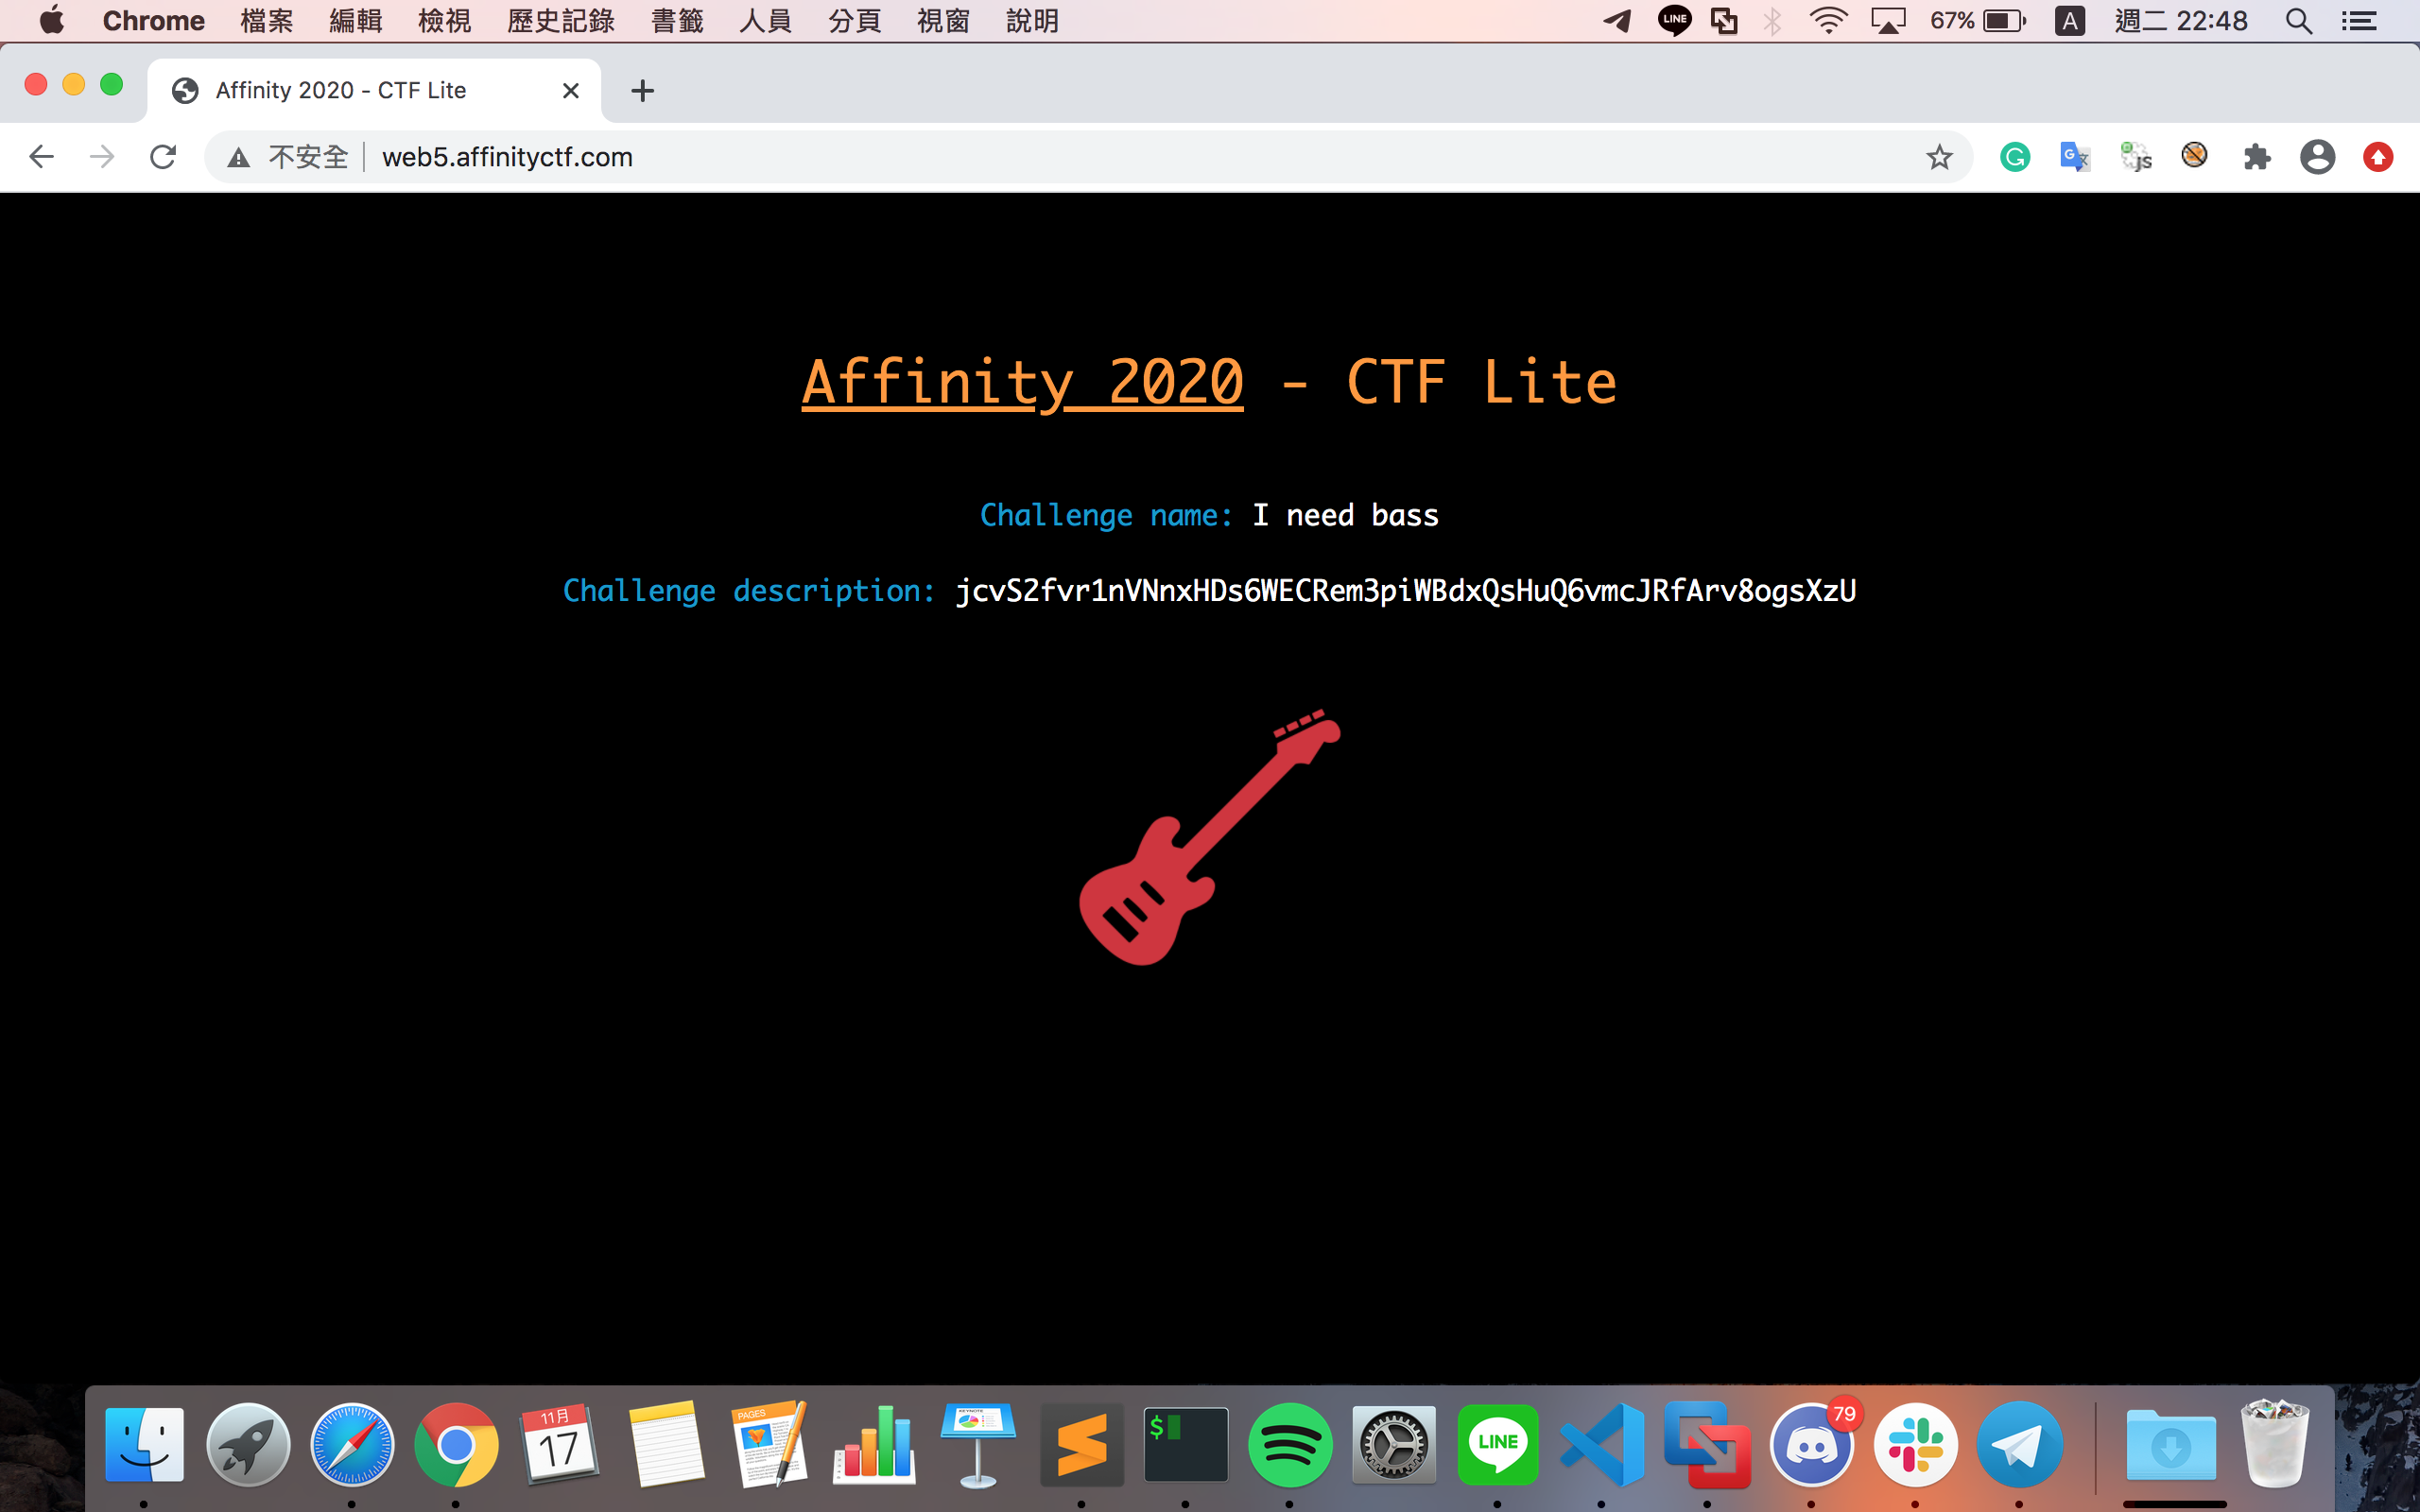 Chrome 檔案 編輯 檢視 歷史記錄 書籤 人員 分頁 視窗 說明 LINE 67% A 週二 22:48
Affinity 2020 - CTF Lite
不安全 web5.affinityctf.com
Affinity 2020 - CTF Lite
Challenge name: I need bass
Challenge description: jcvS2fvr1nVNnxHDs6WECRem3piWBdxQsHuQ6vmcJRfArv8ogsXzU
11月
17
PAGES
KEYNOTE
$
LINE
79